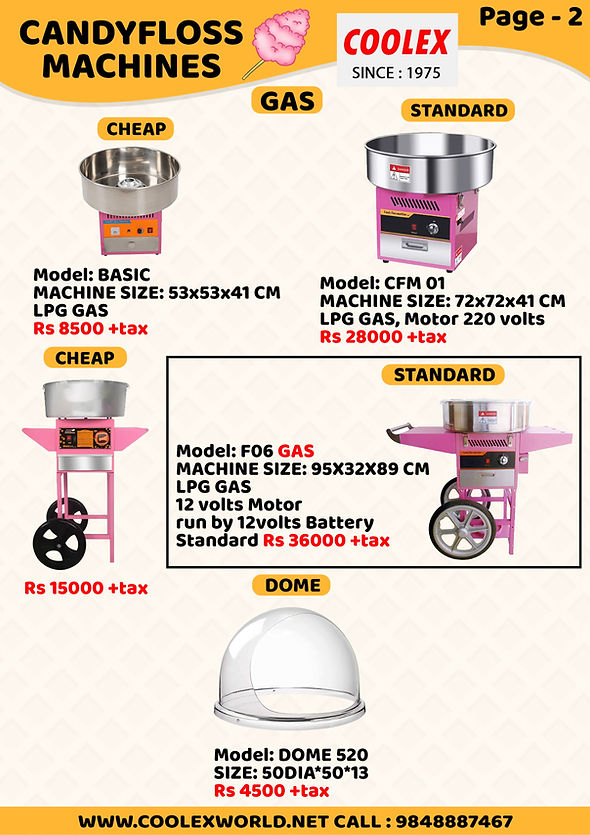 CANDYFLOSS
MACHINES
COOLEX
SINCE : 1975
Page - 2
GAS
CHEAP
Model: BASIC
MACHINE SIZE: 53x53x41 CM
LPG GAS
Rs 8500 +tax
STANDARD
Model: CFM 01
MACHINE SIZE: 72x72x41 CM
LPG GAS, Motor 220 volts
Rs 28000 +tax
CHEAP
Rs 15000 +tax
STANDARD
Model: F06 GAS
MACHINE SIZE: 95X32X89 CM
LPG GAS
12 volts Motor
run by 12volts Battery
Standard Rs 36000 +tax
DOME
Model: DOME 520
SIZE: 50DIA*50*13
Rs 4500 +tax
WWW.COOLEXWORLD.NET CALL : 9848887467